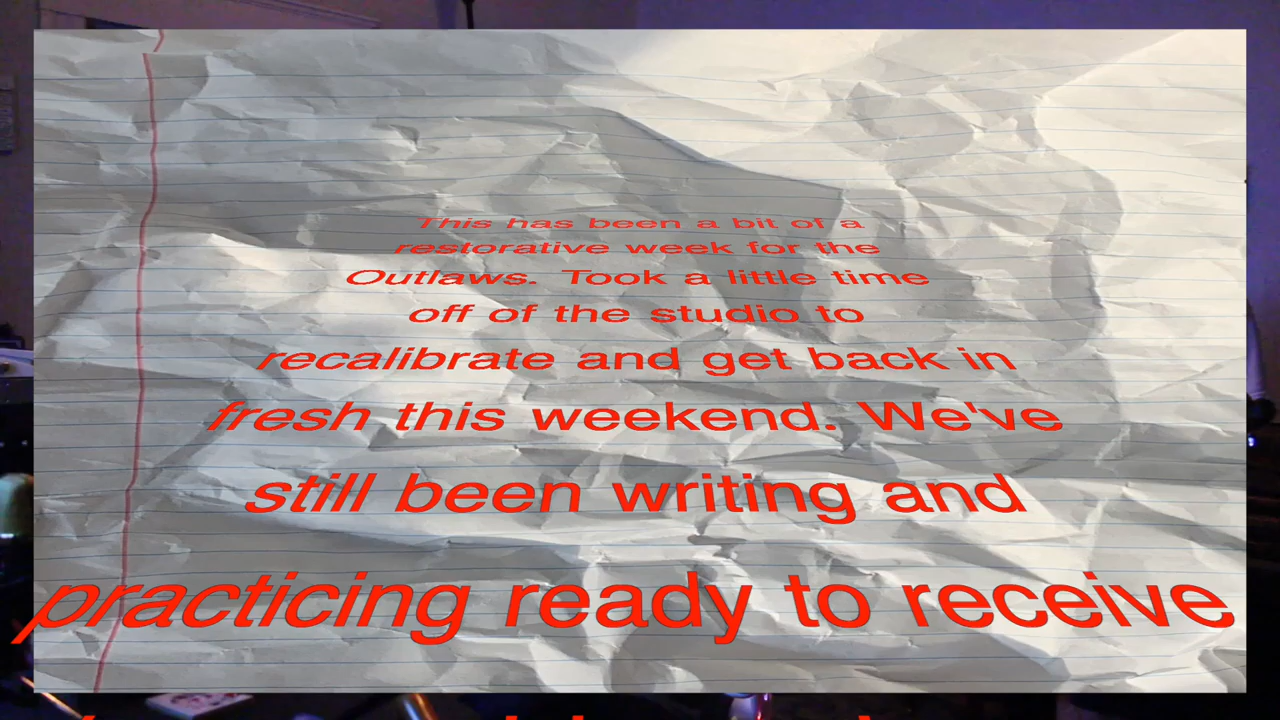 This has been a bit of a
restorative week for the
Outlaws. Took a little time
off of the studio to
recalibrate and get back in
fresh this weekend. We've
still been writing and
practicing ready to receive